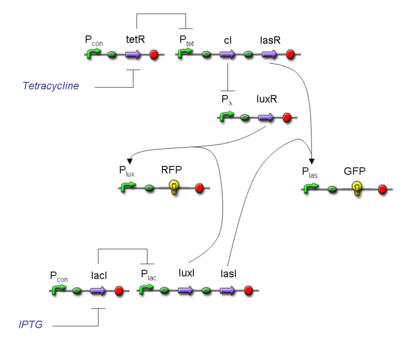 Pcon tetR Ptet cI lasR
Tetracycline
Pλ luxR
Plux RFP Plas GFP
Pcon lacI Plac luxI lasI
IPTG